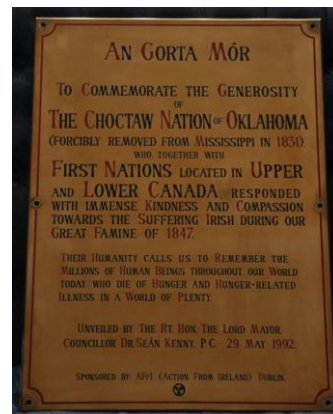 An Gorta Mór
To Commemorate the Generosity
of
The Choctaw Nation of Oklahoma
(Forcibly Removed from Mississippi in 1831).
who together with
First Nations located in Upper
and Lower Canada, responded
with immense Kindness and Compassion
towards the Suffering Irish during our
Great Famine of 1847.
Their Humanity calls us to Remember the
Millions of Human Beings throughout our World
today who die of Hunger and Hunger-related
Illness in a World of Plenty.
Unveiled by The Rt Hon. The Lord Mayor,
Councillor Dr Seán Kenny. P.C. 29 May 1992.
Sponsored by: AFrI (Action From Ireland) Dublin.